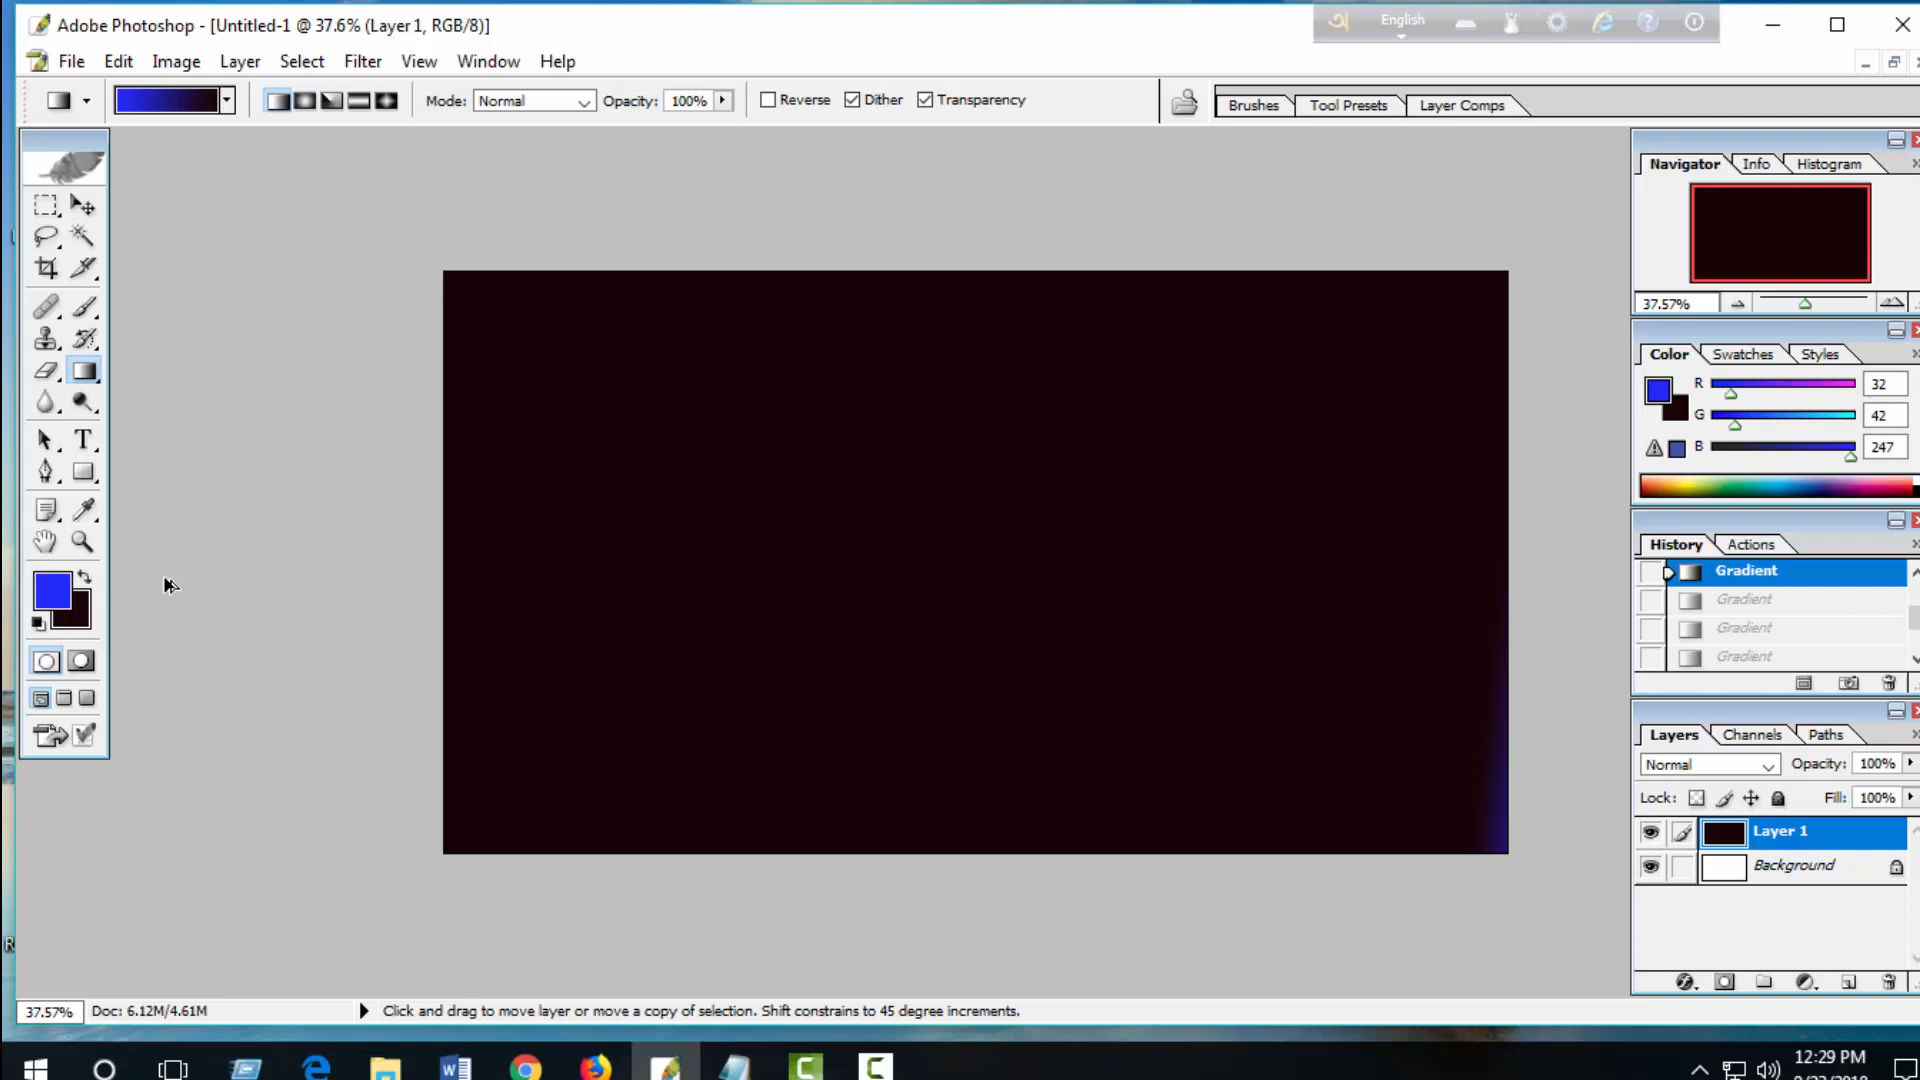 Adobe Photoshop - [Untitled-1 @ 37.6% (Layer 1, RGB/8)]
English
File Edit Image Layer Select Filter View Window Help
Mode: Normal Opacity: 100% Reverse Dither Transparency
Brushes Tool Presets Layer Comps
Navigator Info Histogram
37.57%
Color Swatches Styles
R 32
G 42
B 247
T
History Actions
Gradient
Gradient
Gradient
Gradient
Layers Channels Paths
Normal Opacity: 100%
Lock: Fill: 100%
Layer 1
Background
37.57% Doc: 6.12M/4.61M Click and drag to move layer or move a copy of selection. Shift constrains to 45 degree increments.
12:29 PM